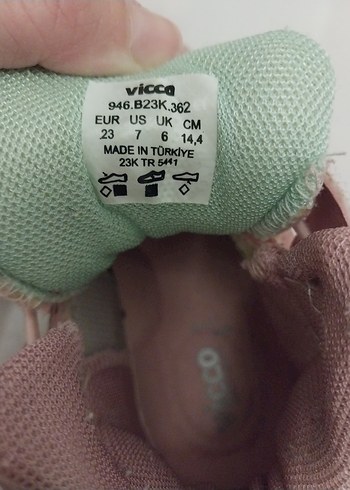 vicco
946.B23K.362
EUR US UK CM
23 7 6 14,4
MADE IN TÜRKİYE
23K TR 5441
vicco